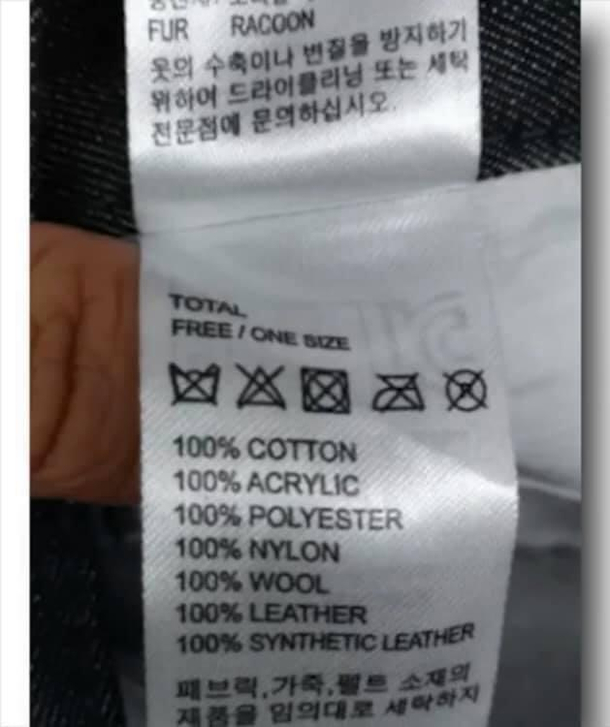 FUR RACOON
옷의 수축이나 변질을 방지하기
위하여 드라이클리닝 또는 세탁
전문점에 문의하십시오.
TOTAL
FREE / ONE SIZE
100% COTTON
100% ACRYLIC
100% POLYESTER
100% NYLON
100% WOOL
100% LEATHER
100% SYNTHETIC LEATHER
패브릭,가죽,펠트 소재의
제품을 임의대로 세탁하지